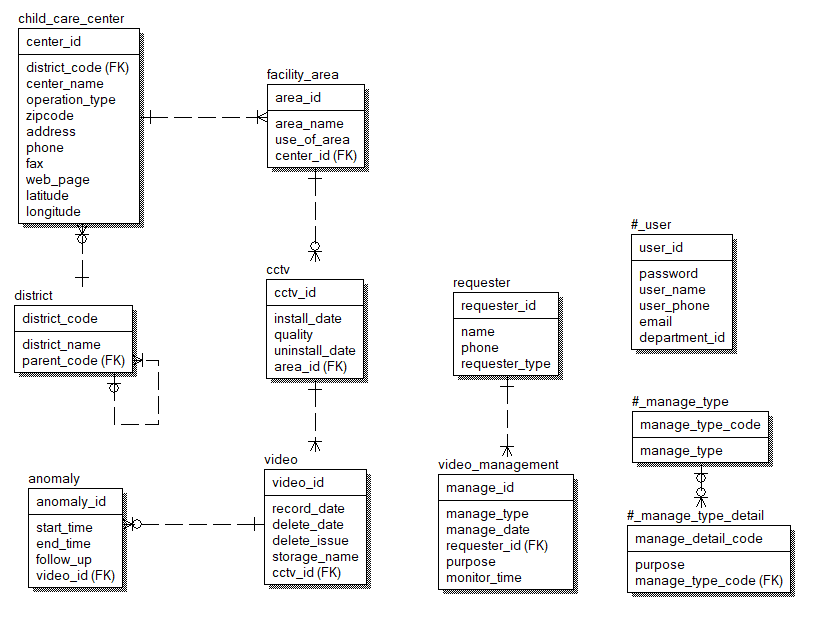 child_care_center
center_id
district_code (FK)
center_name
operation_type
zipcode
address
phone
fax
web_page
latitude
longitude
facility_area
area_id
area_name
use_of_area
center_id (FK)
district
district_code
district_name
parent_code (FK)
cctv
cctv_id
install_date
quality
uninstall_date
area_id (FK)
anomaly
anomaly_id
start_time
end_time
follow_up
video_id (FK)
video
video_id
record_date
delete_date
delete_issue
storage_name
cctv_id (FK)
requester
requester_id
name
phone
requester_type
video_management
manage_id
manage_type
manage_date
requester_id (FK)
purpose
monitor_time
#_user
user_id
password
user_name
user_phone
email
department_id
#_manage_type
manage_type_code
manage_type
#_manage_type_detail
manage_detail_code
purpose
manage_type_code (FK)